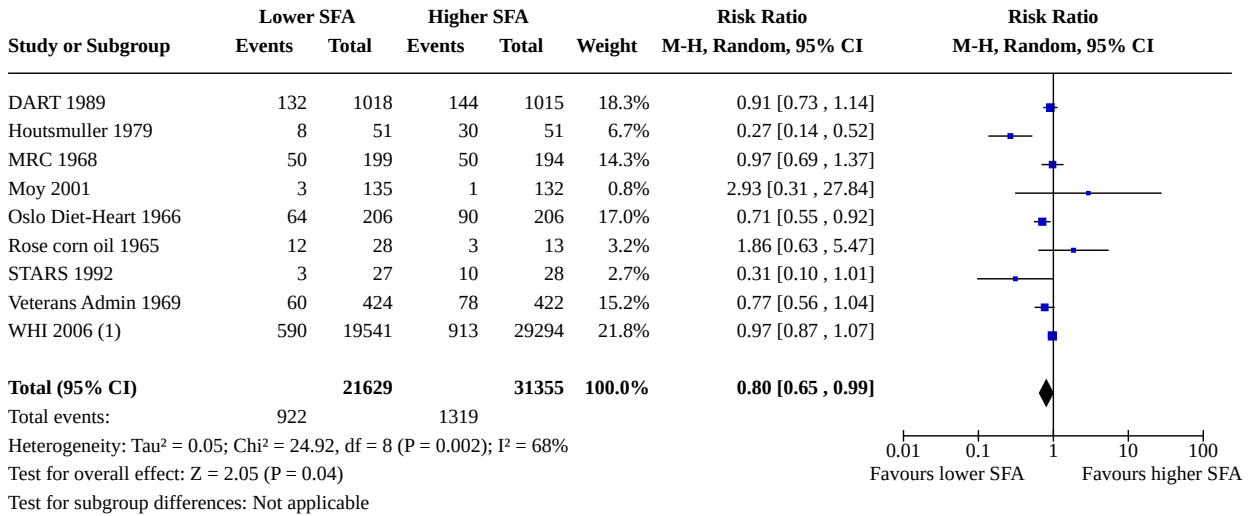 Lower SFA Higher SFA Risk Ratio Risk Ratio
Study or Subgroup Events Total Events Total Weight M-H, Random, 95% CI M-H, Random, 95% CI
DART 1989 132 1018 144 1015 18.3% 0.91 [0.73 , 1.14]
Houtsmuller 1979 8 51 30 51 6.7% 0.27 [0.14 , 0.52]
MRC 1968 50 199 50 194 14.3% 0.97 [0.69 , 1.37]
Moy 2001 3 135 1 132 0.8% 2.93 [0.31 , 27.84]
Oslo Diet-Heart 1966 64 206 90 206 17.0% 0.71 [0.55 , 0.92]
Rose corn oil 1965 12 28 3 13 3.2% 1.86 [0.63 , 5.47]
STARS 1992 3 27 10 28 2.7% 0.31 [0.10 , 1.01]
Veterans Admin 1969 60 424 78 422 15.2% 0.77 [0.56 , 1.04]
WHI 2006 (1) 590 19541 913 29294 21.8% 0.97 [0.87 , 1.07]
Total (95% CI) 21629 31355 100.0% 0.80 [0.65 , 0.99]
Total events: 922 1319
Heterogeneity: Tau² = 0.05; Chi² = 24.92, df = 8 (P = 0.002); I² = 68%
0.01 0.1 1 10 100
Test for overall effect: Z = 2.05 (P = 0.04)
Favours lower SFA Favours higher SFA
Test for subgroup differences: Not applicable